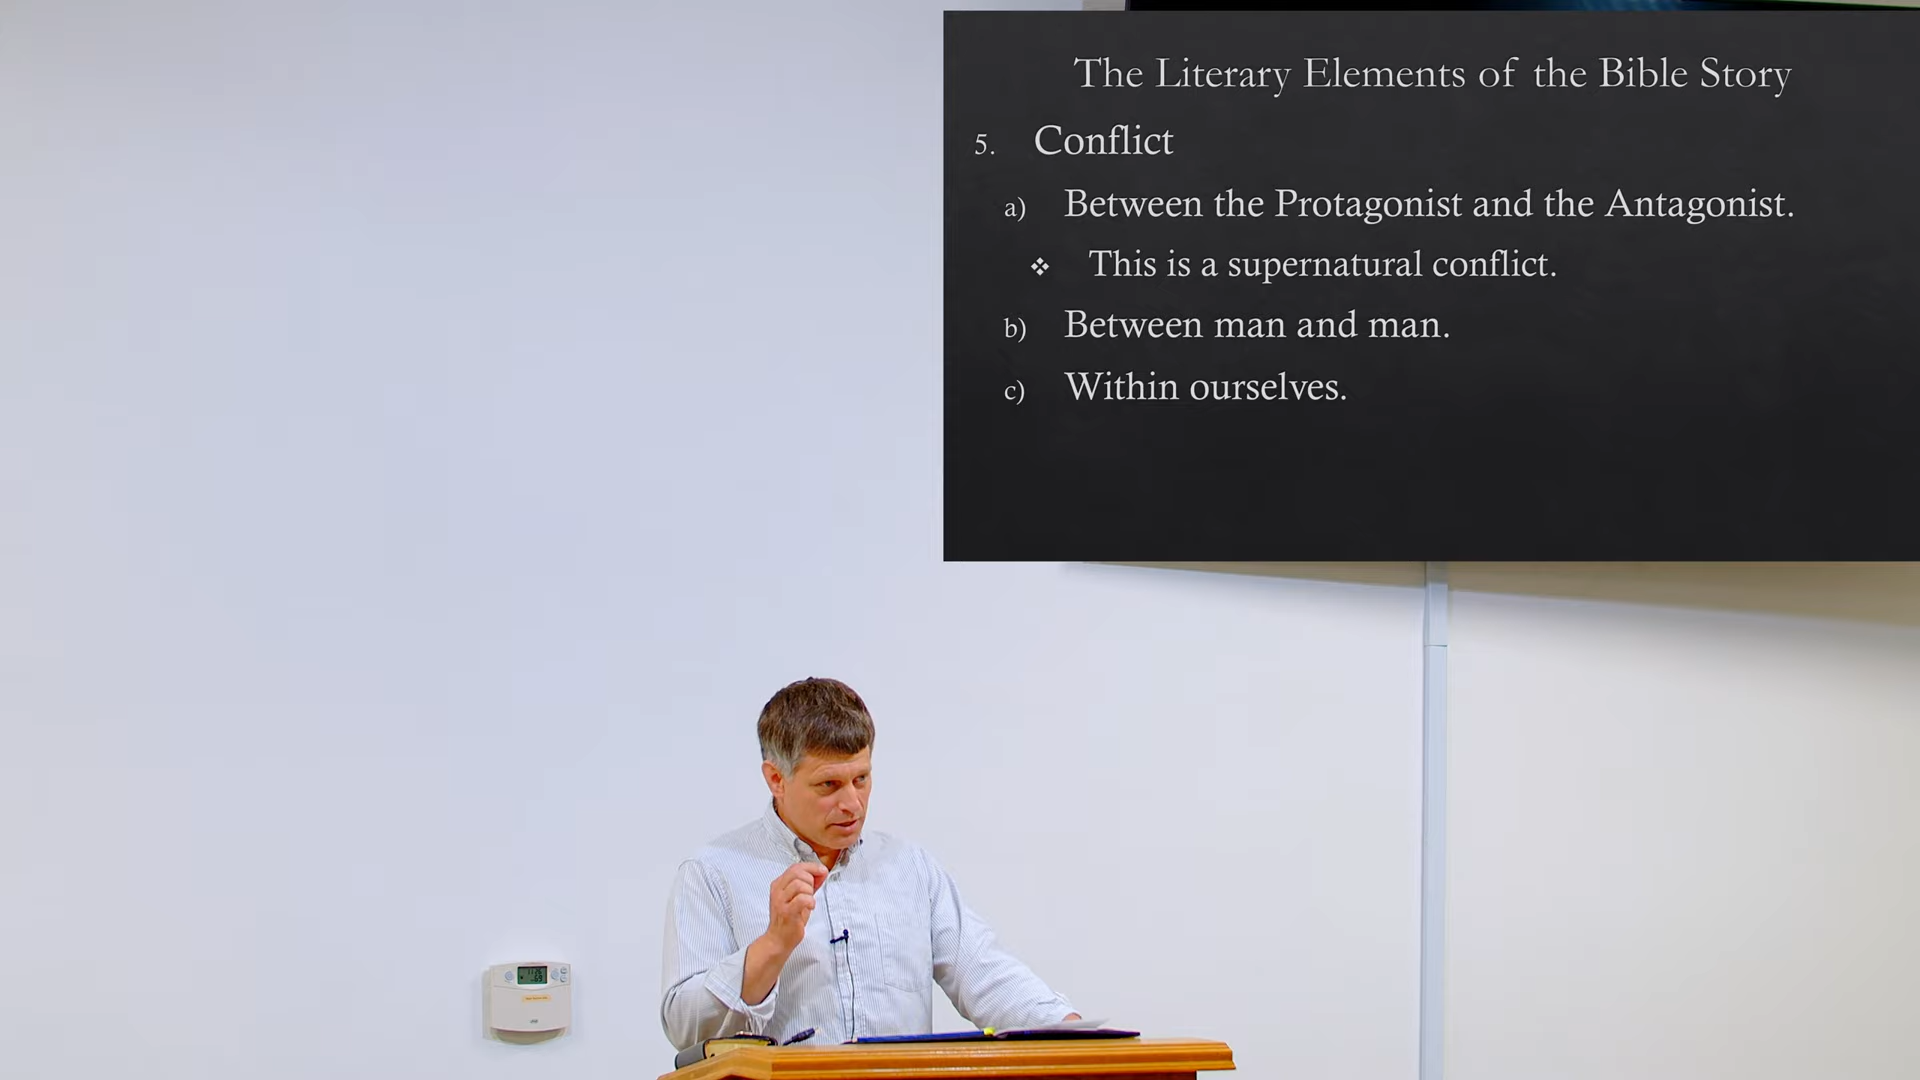 The Literary Elements of the Bible Story
5. Conflict
a) Between the Protagonist and the Antagonist.
❖ This is a supernatural conflict.
b) Between man and man.
c) Within ourselves.